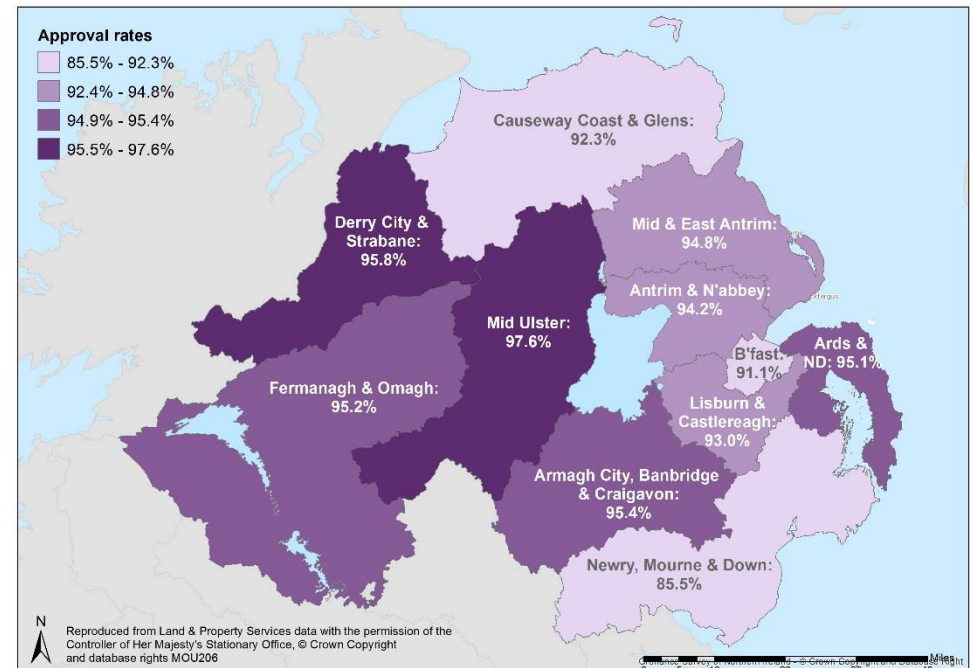 Approval rates
85.5% - 92.3%
92.4% - 94.8%
94.9% - 95.4%
95.5% - 97.6%
Causeway Coast & Glens:
92.3%
Derry City &
Strabane:
95.8%
Mid & East Antrim:
94.8%
Antrim & N'abbey:
94.2%
Mid Ulster:
97.6%
B'fast:
91.1%
Ards &
ND: 95.1%
Fermanagh & Omagh:
95.2%
Lisburn &
Castlereagh:
93.0%
Armagh City, Banbridge
& Craigavon:
95.4%
Newry, Mourne & Down:
85.5%
N
Reproduced from Land & Property Services data with the permission of the
Controller of Her Majesty's Stationary Office, © Crown Copyright
and database rights MOU206
Miles